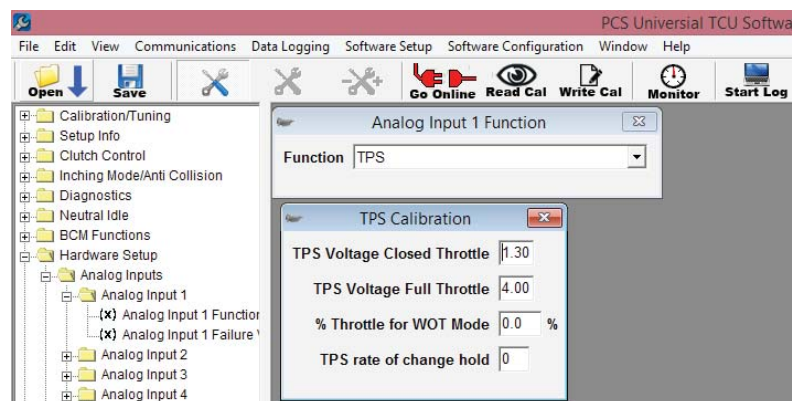 PCS Universial TCU Softwa
File Edit View Communications Data Logging Software Setup Software Configuration Window Help
Open Save Go Online Read Cal Write Cal Monitor Start Log
Calibration/Tuning
Setup Info
Clutch Control
Inching Mode/Anti Collision
Diagnostics
Neutral Idle
BCM Functions
Hardware Setup
Analog Inputs
Analog Input 1
(x) Analog Input 1 Function
(x) Analog Input 1 Failure V
Analog Input 2
Analog Input 3
Analog Input 4
Analog Input 1 Function
Function TPS
TPS Calibration
TPS Voltage Closed Throttle 1.30
TPS Voltage Full Throttle 4.00
% Throttle for WOT Mode 0.0 %
TPS rate of change hold 0